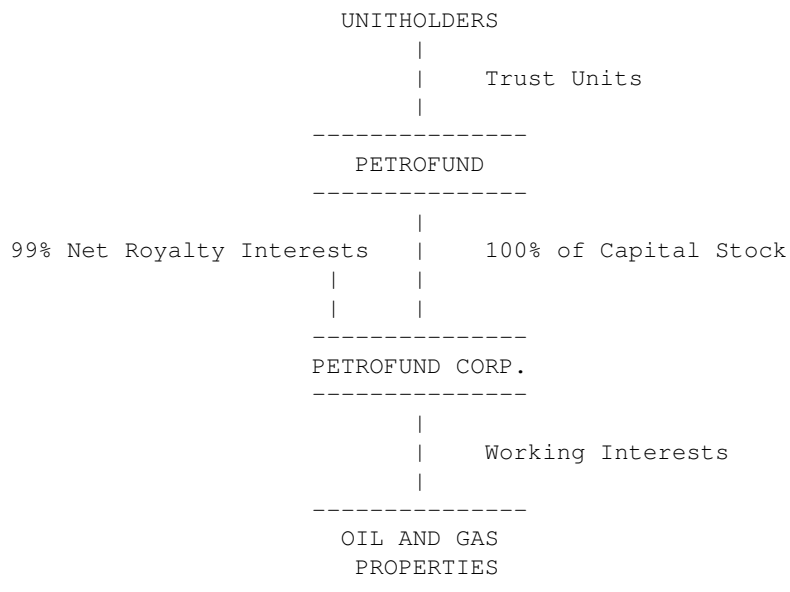 UNITHOLDERS
|
| Trust Units
|
---------------
PETROFUND
---------------
|
99% Net Royalty Interests | 100% of Capital Stock
| |
| |
---------------
PETROFUND CORP.
---------------
|
| Working Interests
|
---------------
OIL AND GAS
PROPERTIES